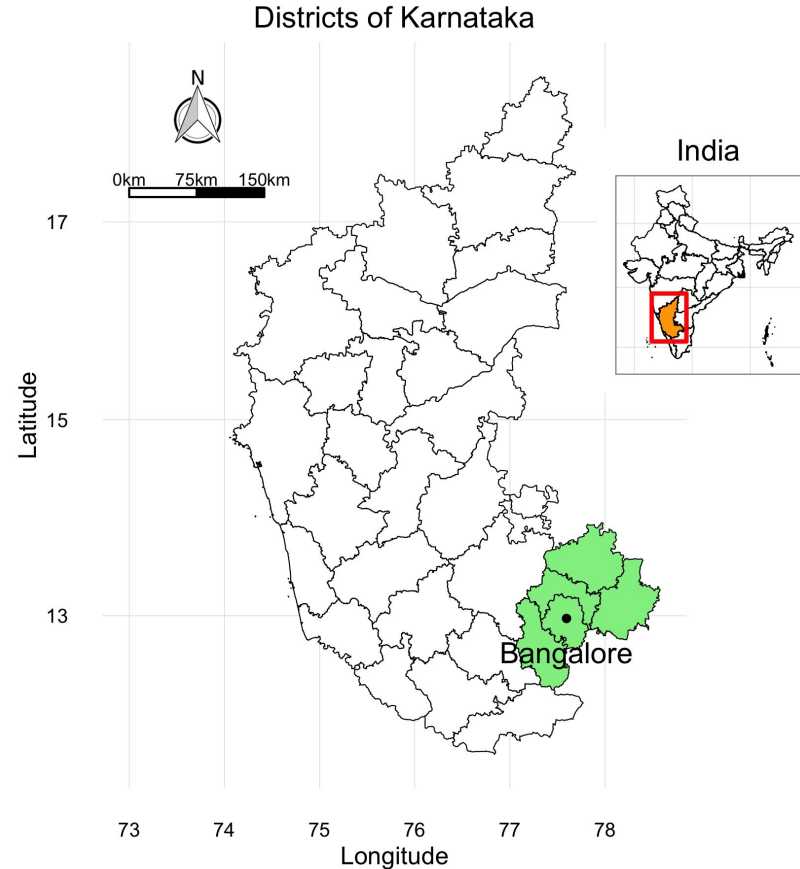 Districts of Karnataka
N
0km 75km 150km
India
17
15
13
Latitude
Bangalore
73 74 75 76 77 78
Longitude